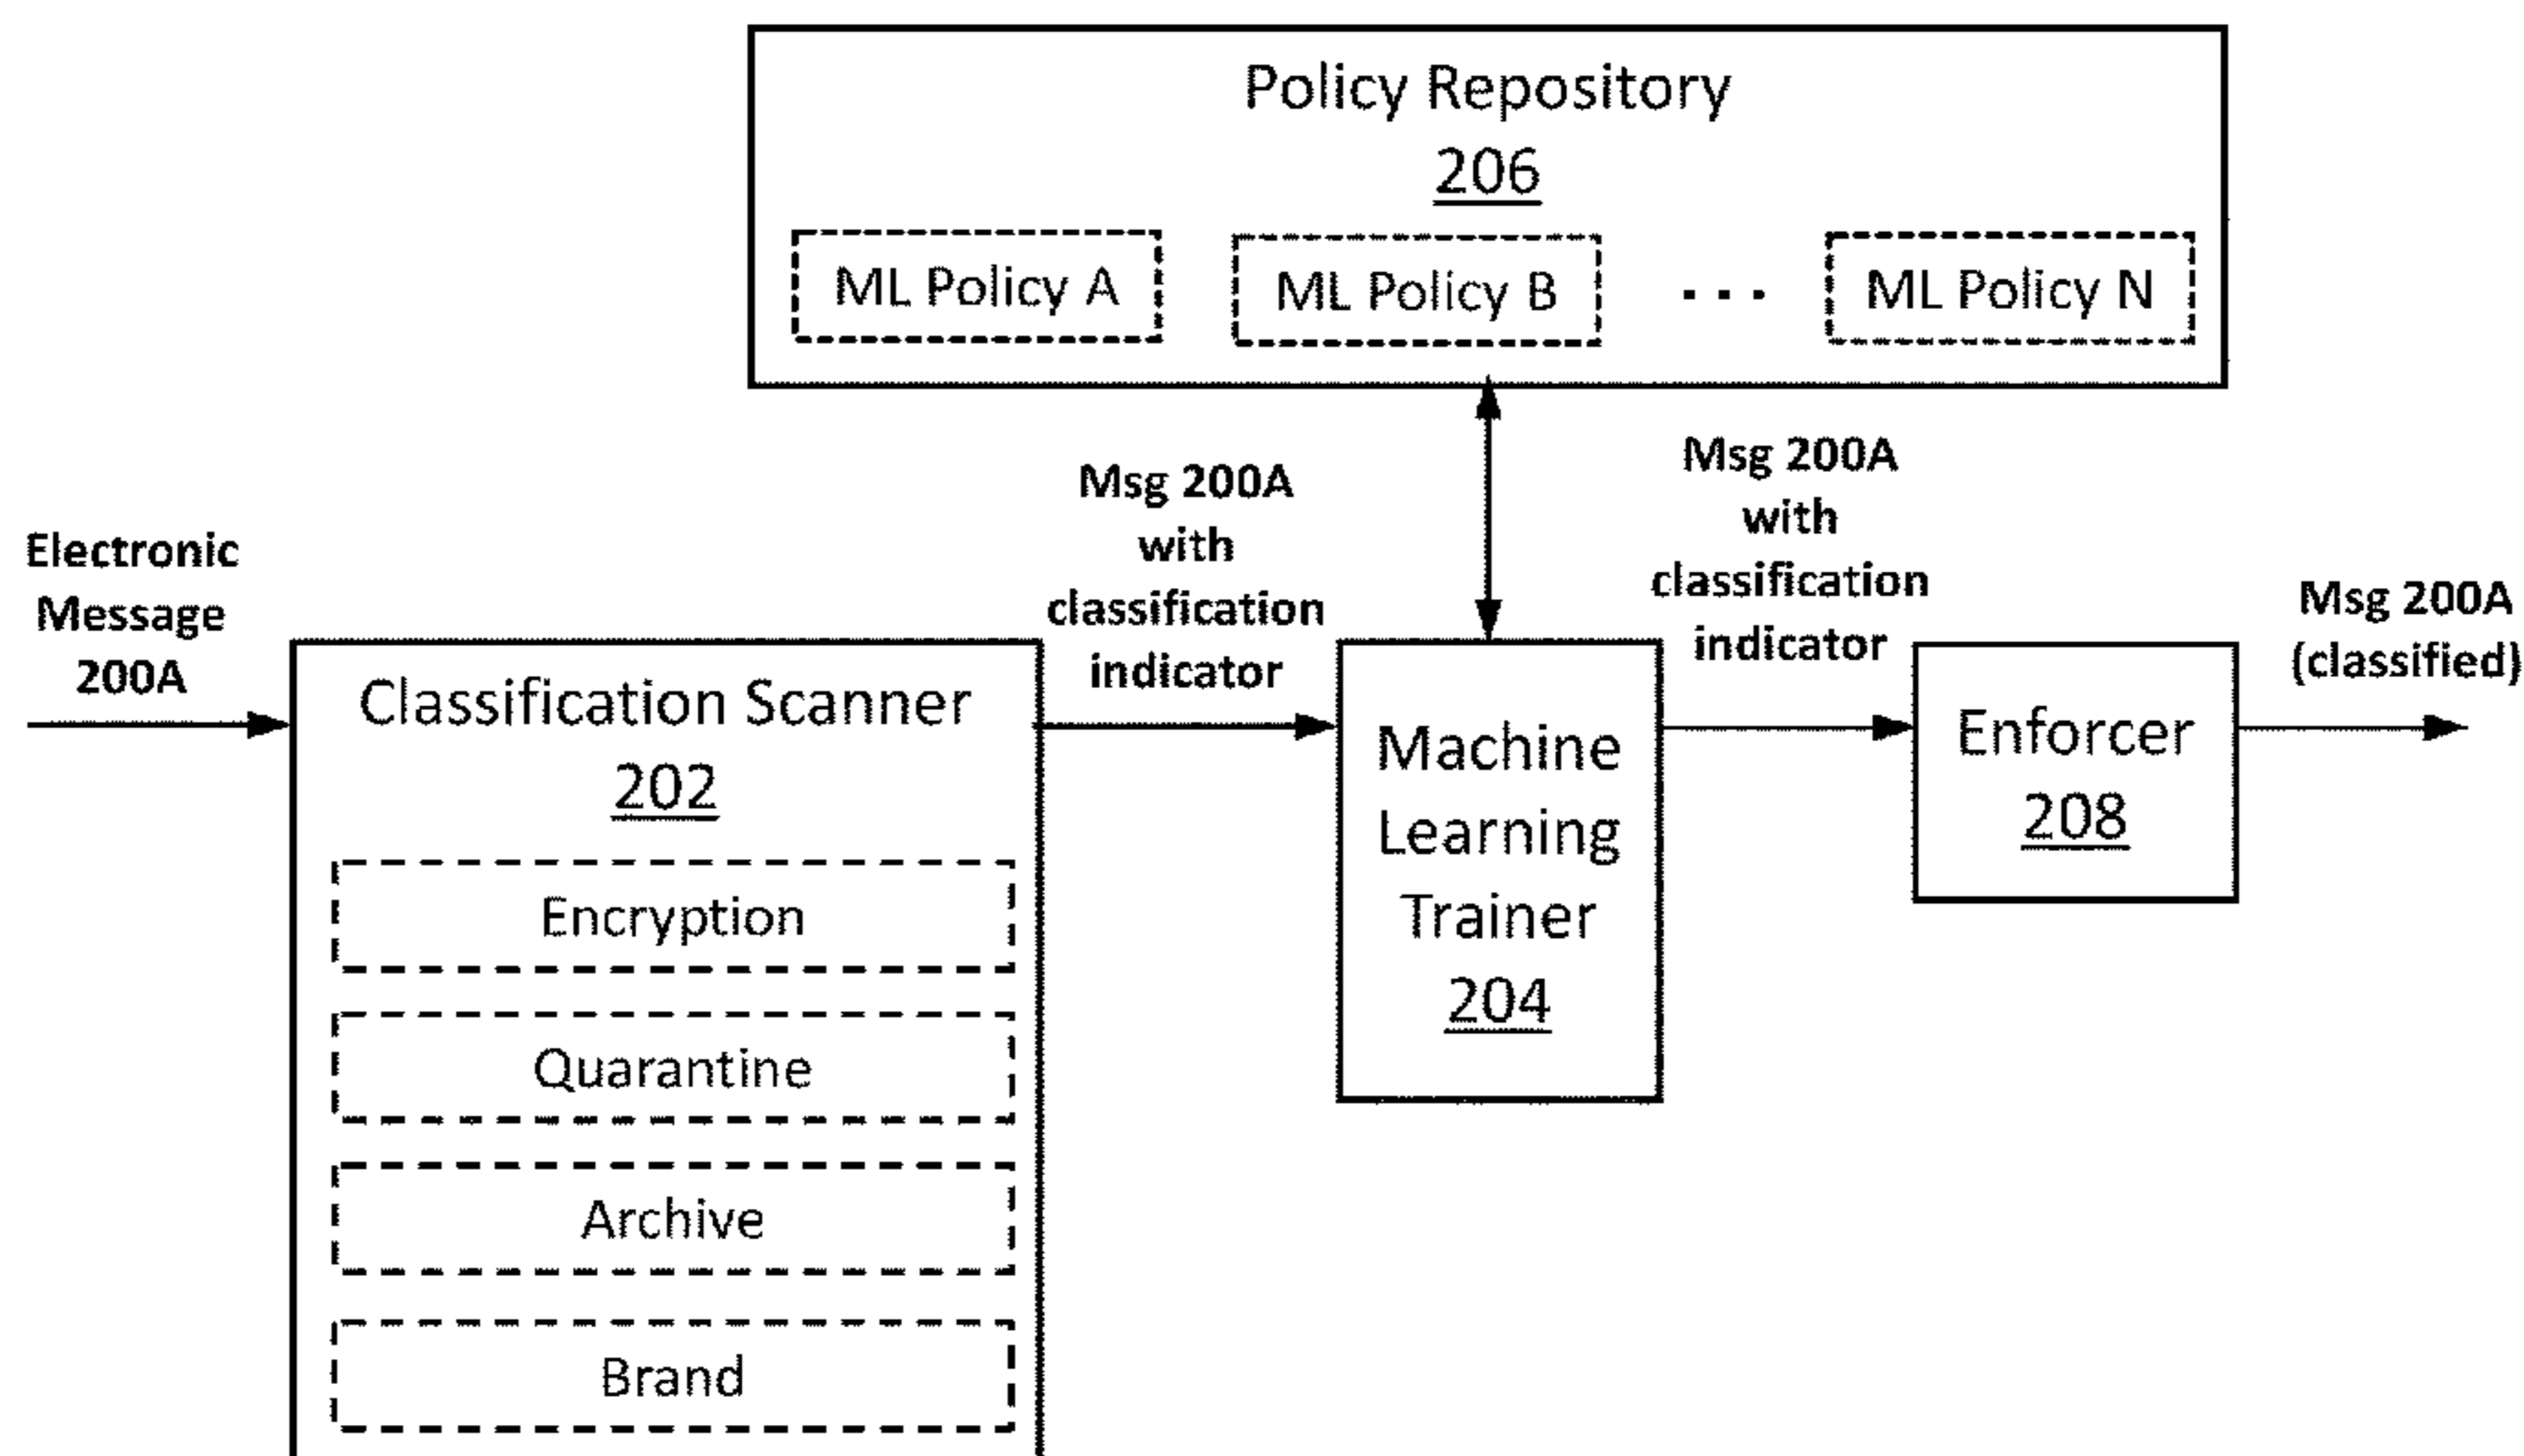 Policy Repository
206
ML Policy A
ML Policy B
. . .
ML Policy N
Electronic
Message
200A
Classification Scanner
202
Encryption
Quarantine
Archive
Brand
Msg 200A
with
classification
indicator
Machine
Learning
Trainer
204
Msg 200A
with
classification
indicator
Enforcer
208
Msg 200A
(classified)